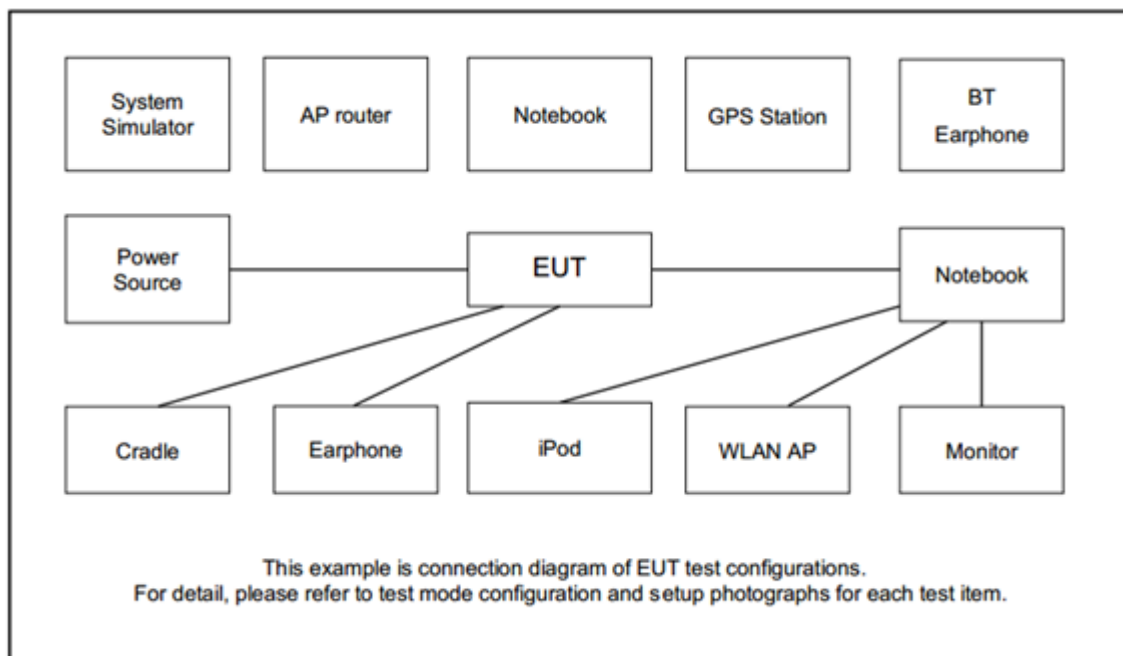 System
Simulator
AP router
Notebook
GPS Station
BT
Earphone
Power
Source
EUT
Notebook
Cradle
Earphone
iPod
WLAN AP
Monitor
This example is connection diagram of EUT test configurations.
For detail, please refer to test mode configuration and setup photographs for each test item.